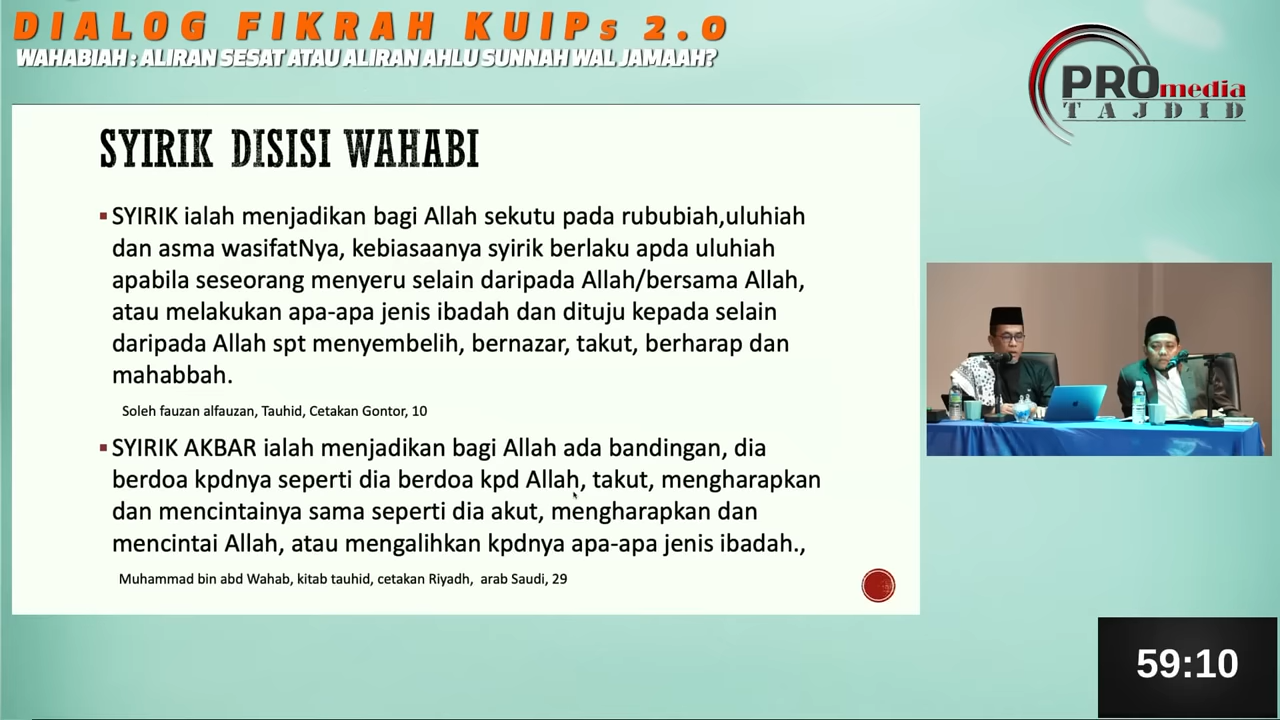 DIALOG FIKRAH KUIPs 2.0
WAHABIAH : ALIRAN SESAT ATAU ALIRAN AHLU SUNNAH WAL JAMAAH?
PROmedia
TAJDID
SYIRIK DISISI WAHABI
SYIRIK ialah menjadikan bagi Allah sekutu pada rububiah,uluhiah
dan asma wasifatNya, kebiasaanya syirik berlaku apda uluhiah
apabila seseorang menyeru selain daripada Allah/bersama Allah,
atau melakukan apa-apa jenis ibadah dan dituju kepada selain
daripada Allah spt menyembelih, bernazar, takut, berharap dan
mahabbah.
Soleh fauzan alfauzan, Tauhid, Cetakan Gontor, 10
SYIRIK AKBAR ialah menjadikan bagi Allah ada bandingan, dia
berdoa kpdnya seperti dia berdoa kpd Allah, takut, mengharapkan
dan mencintainya sama seperti dia akut, mengharapkan dan
mencintai Allah, atau mengalihkan kpdnya apa-apa jenis ibadah.,
Muhammad bin abd Wahab, kitab tauhid, cetakan Riyadh, arab Saudi, 29
59:10